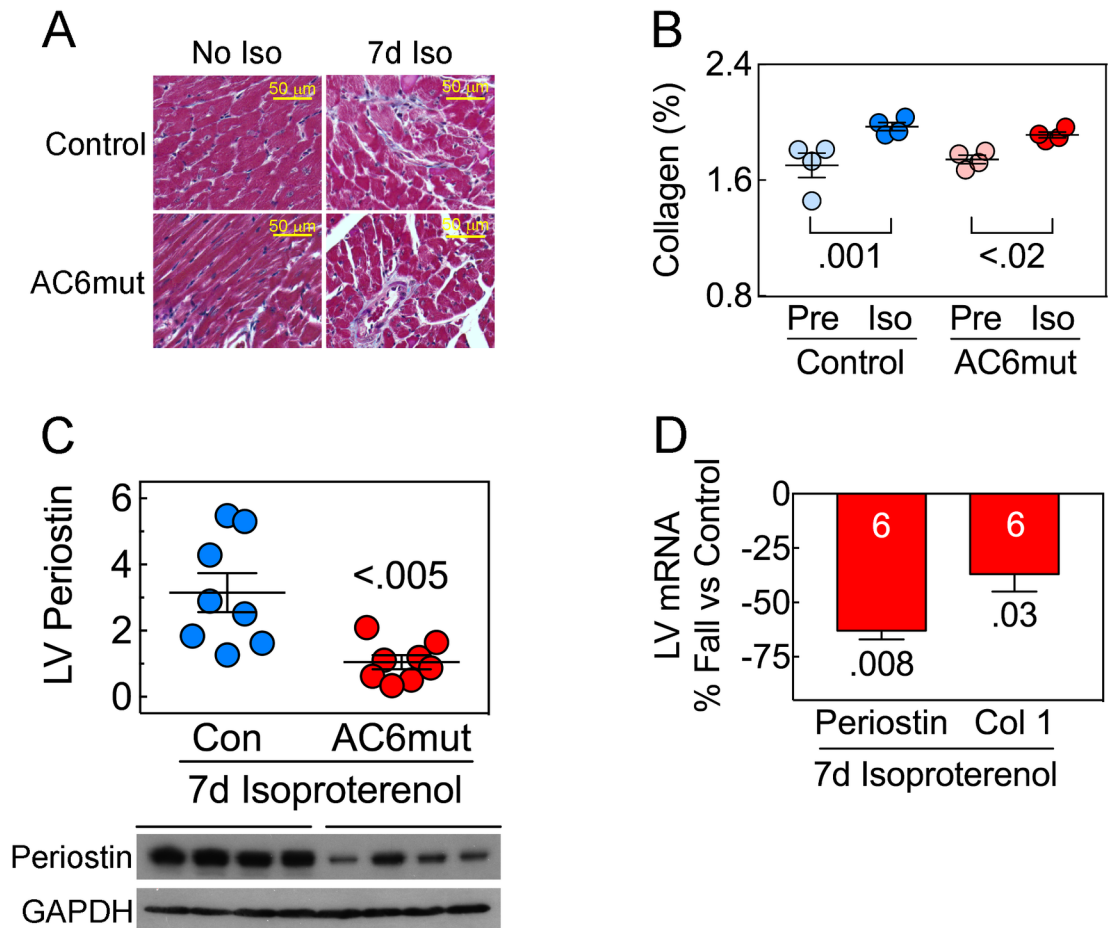 A
No Iso 7d Iso
Control
50 µm 50 µm
AC6mut
50 µm 50 µm
B
Collagen (%)
2.4
1.6
0.8
.001 <.02
Pre Iso Pre Iso
Control AC6mut
C
LV Periostin
6
4
2
0
<.005
Con AC6mut
7d Isoproterenol
Periostin
GAPDH
D
LV mRNA
% Fall vs Control
0
-25
-50
-75
6 6
.008 .03
Periostin Col 1
7d Isoproterenol